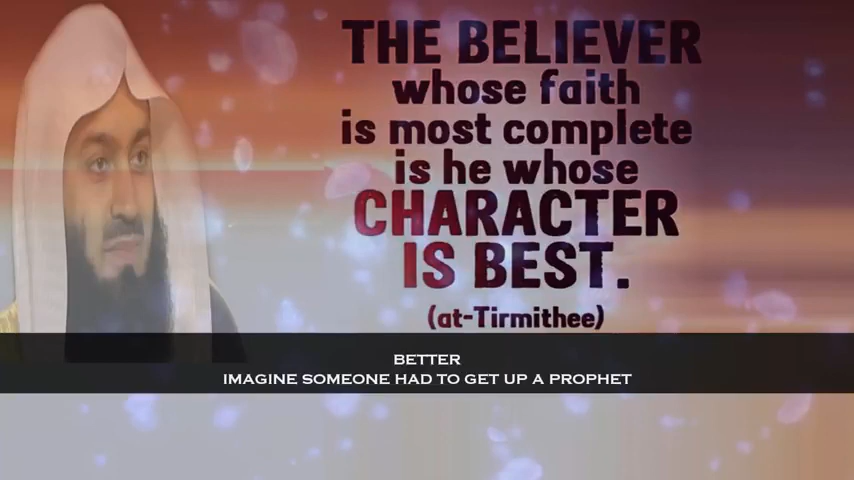 THE BELIEVER
whose faith
is most complete
is he whose
CHARACTER
IS BEST.
(at-Tirmithee)
BETTER
IMAGINE SOMEONE HAD TO GET UP A PROPHET